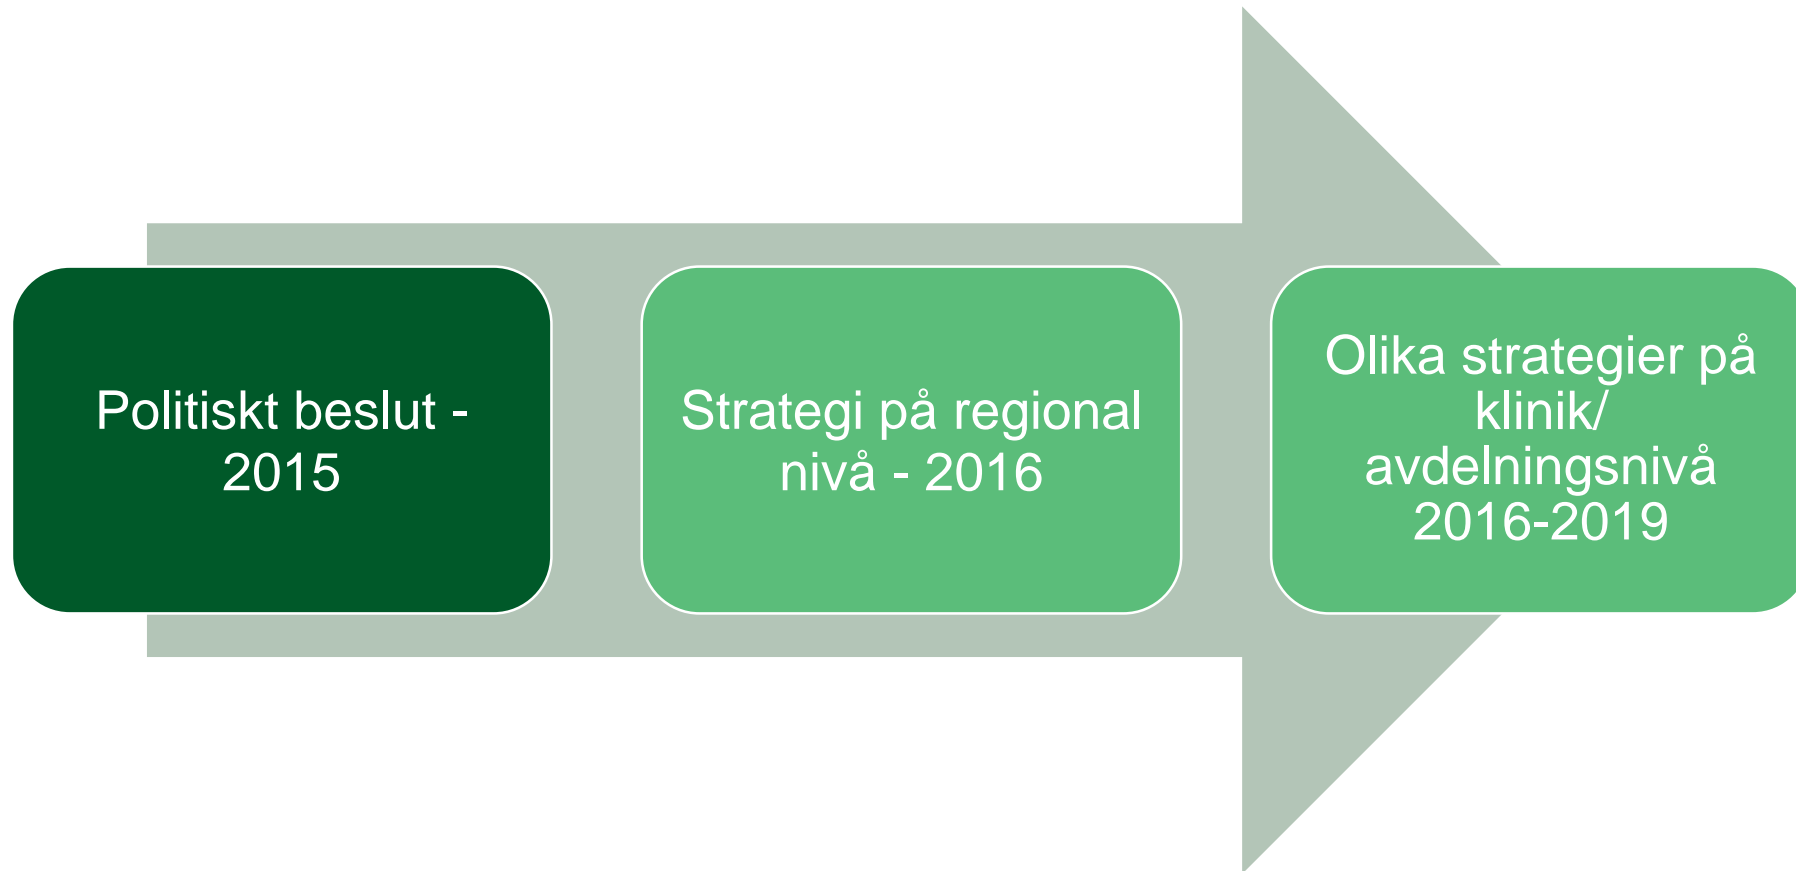 Politiskt beslut -
2015
Strategi på regional
nivå - 2016
Olika strategier på
klinik/
avdelningsnivå
2016-2019